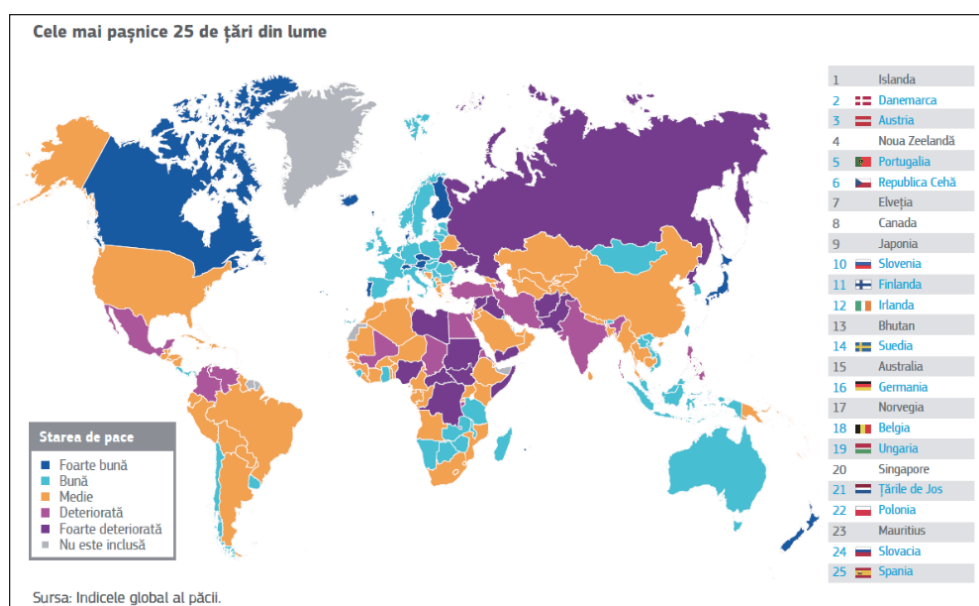 Cele mai pașnice 25 de țări din lume
1 Islanda
2 Danemarca
3 Austria
4 Noua Zeelandă
5 Portugalia
6 Republica Cehă
7 Elveția
8 Canada
9 Japonia
10 Slovenia
11 Finlanda
12 Irlanda
13 Bhutan
14 Suedia
15 Australia
16 Germania
17 Norvegia
18 Belgia
19 Ungaria
20 Singapore
21 Țările de Jos
22 Polonia
23 Mauritius
24 Slovacia
25 Spania
Starea de pace
Foarte bună
Bună
Medie
Deteriorată
Foarte deteriorată
Nu este inclusă
Sursa: Indicele global al păcii.